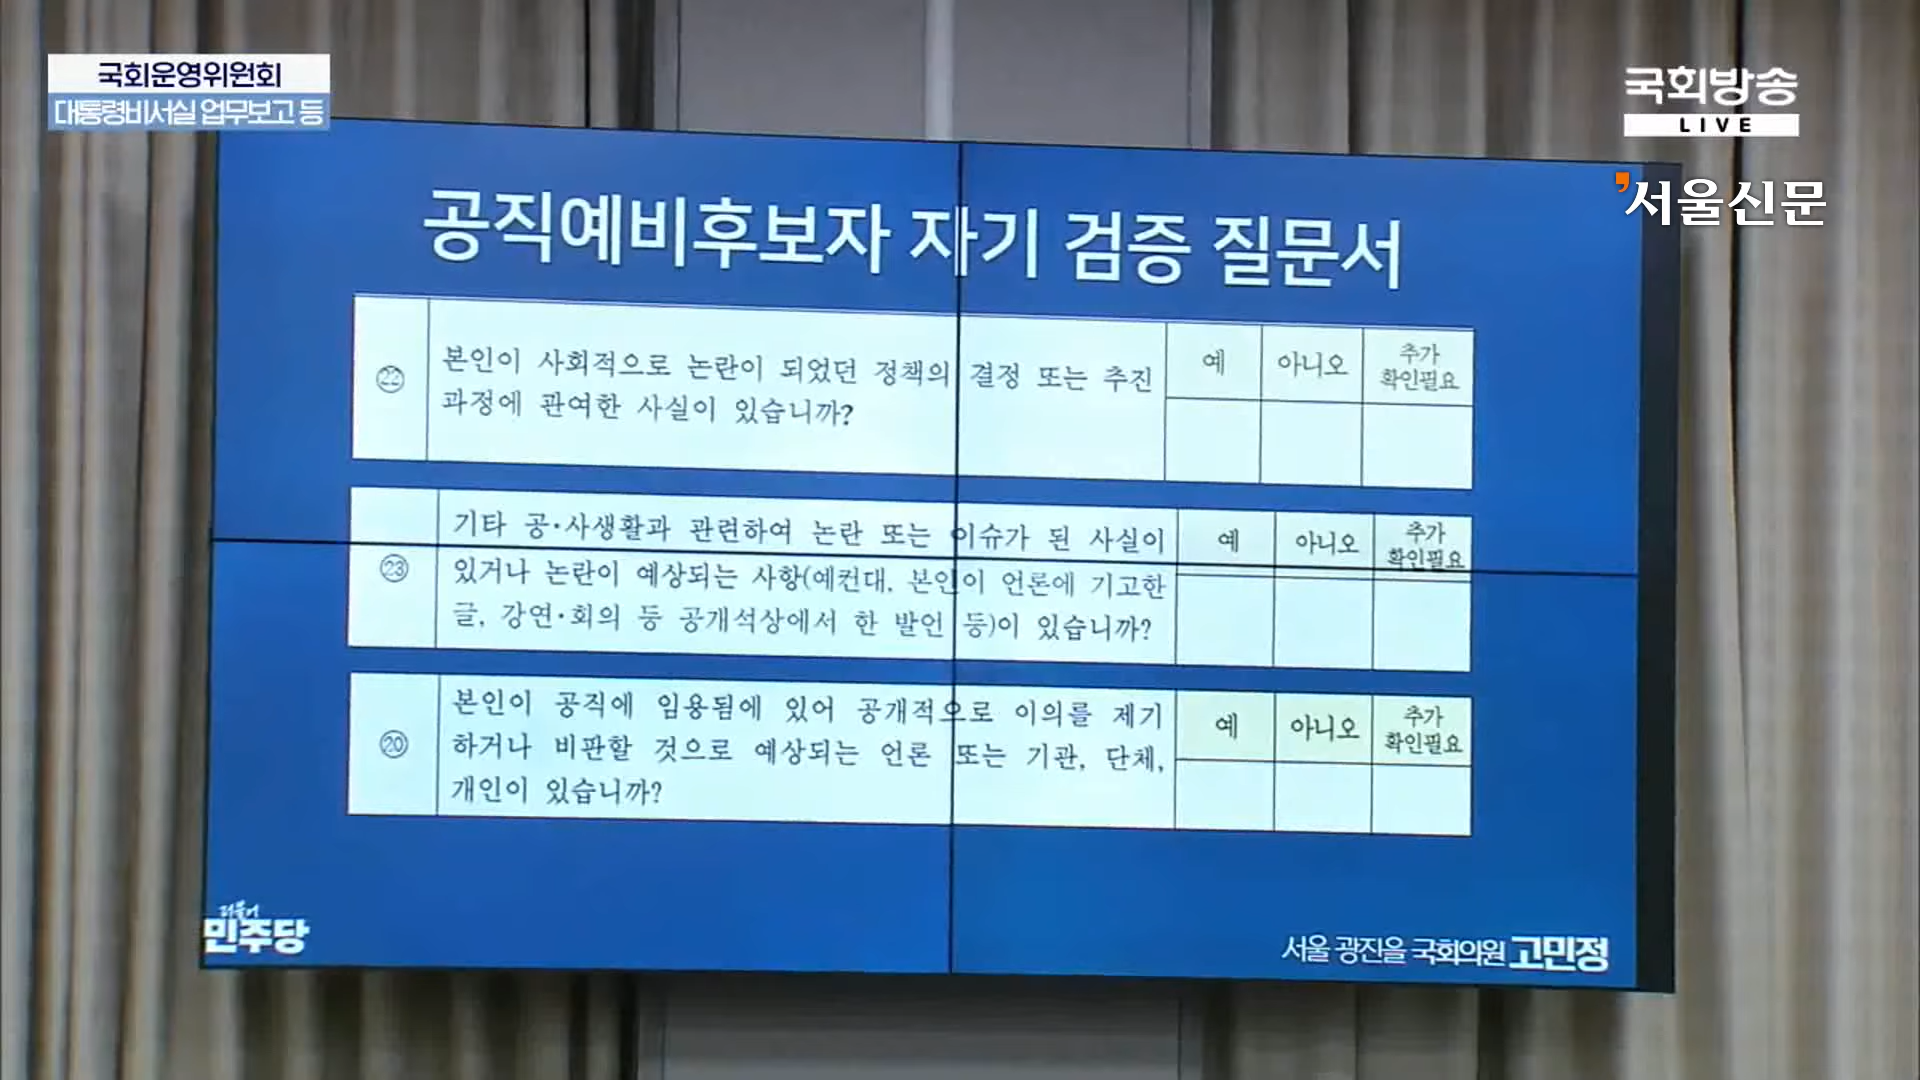 국회운영위원회
대통령비서실 업무보고 등
국회방송
LIVE
서울신문
공직예비후보자 자기 검증 질문서
㉒
본인이 사회적으로 논란이 되었던 정책의 결정 또는 추진
과정에 관여한 사실이 있습니까?
예
아니오
추가
확인필요
㉓
기타 공·사생활과 관련하여 논란 또는 이슈가 된 사실이
있거나 논란이 예상되는 사항(예컨대, 본인이 언론에 기고한
글, 강연·회의 등 공개석상에서 한 발언 등)이 있습니까?
예
아니오
추가
확인필요
⑳
본인이 공직에 임용됨에 있어 공개적으로 이의를 제기
하거나 비판할 것으로 예상되는 언론 또는 기관, 단체,
개인이 있습니까?
예
아니오
추가
확인필요
더불어
민주당
서울 광진을 국회의원 고민정